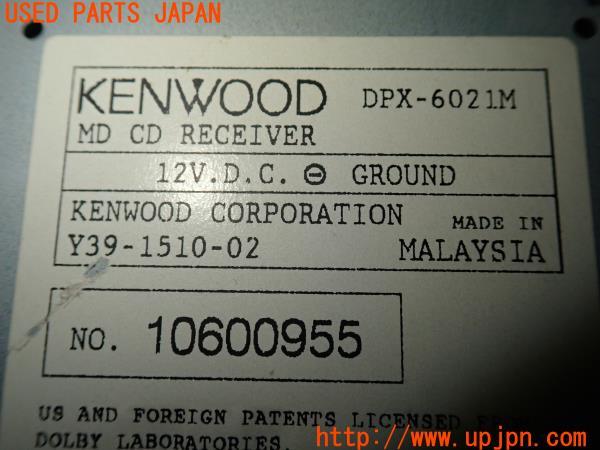 USED PARTS JAPAN
KENWOOD DPX-6021M
MD CD RECEIVER
12V.D.C. ⊖ GROUND
KENWOOD CORPORATION MADE IN
Y39-1510-02 MALAYSIA
NO. 10600955
US AND FOREIGN PATENTS LICENSED
DOLBY LABORATORIES.
http://www.upjpn.com